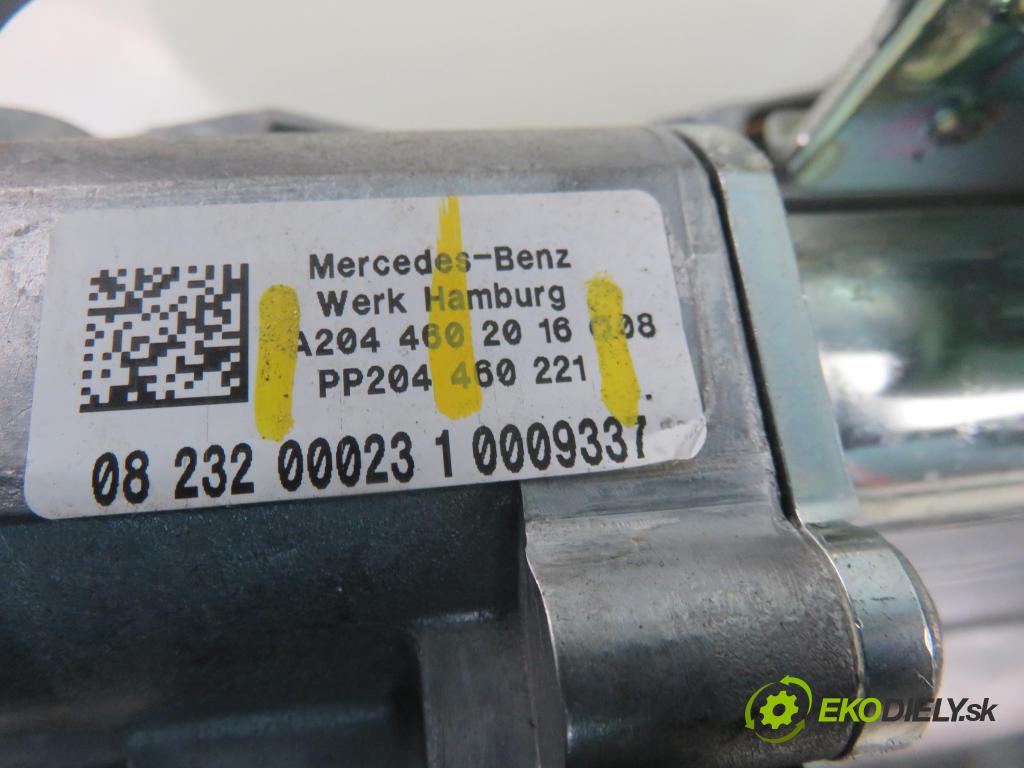 Mercedes-Benz
Werk Hamburg
A204 460 20 16 Q08
PP204 460 221
08 232 00023 1 0009337
EKODIELY.sk